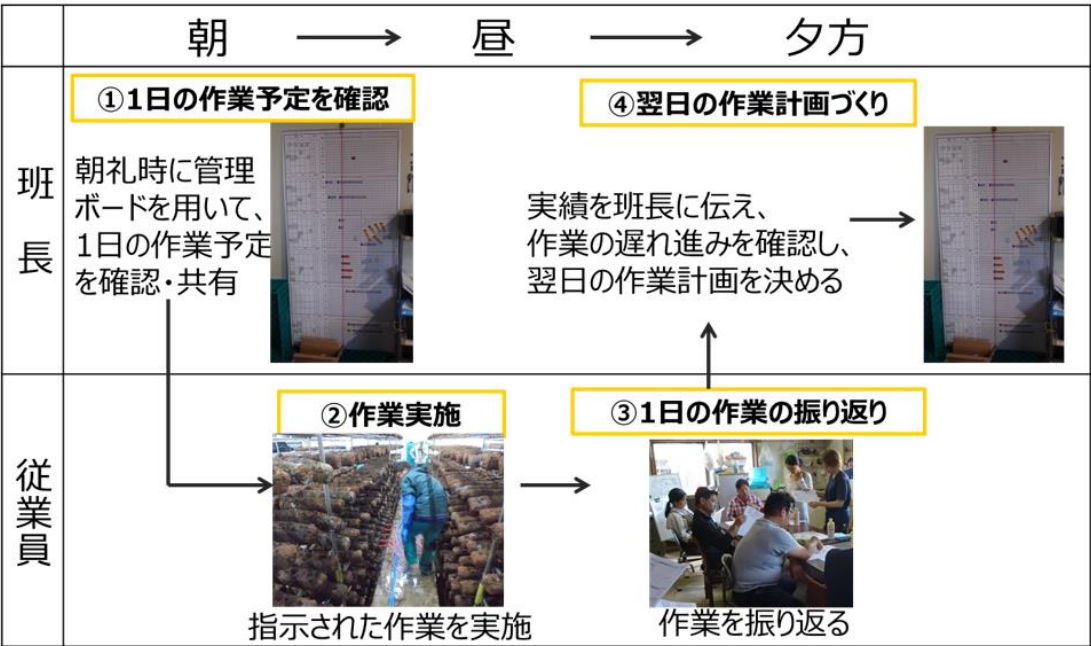 朝 → 昼 → 夕方
班長
①1日の作業予定を確認
朝礼時に管理
ボードを用いて、
1日の作業予定
を確認・共有
④翌日の作業計画づくり
実績を班長に伝え、
作業の遅れ進みを確認し、
翌日の作業計画を決める
従業員
②作業実施
指示された作業を実施
③1日の作業の振り返り
作業を振り返る